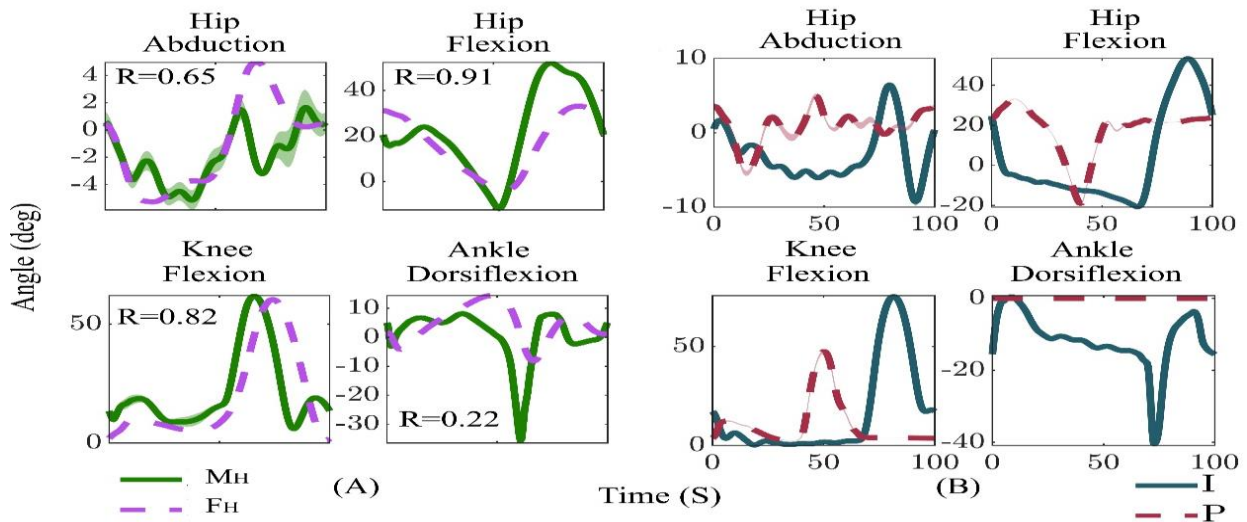 Hip
Abduction
R=0.65
4
2
0
-2
-4
Hip
Flexion
R=0.91
40
20
0
Hip
Abduction
10
0
-10
0
50
100
Hip
Flexion
40
20
0
-20
0
50
100
Angle (deg)
Knee
Flexion
R=0.82
50
0
Ankle
Dorsiflexion
10
0
-10
-20
-30
R=0.22
Knee
Flexion
50
0
0
50
100
Ankle
Dorsiflexion
0
-20
-40
0
50
100
MH
FH
(A)
Time (S)
(B)
I
P